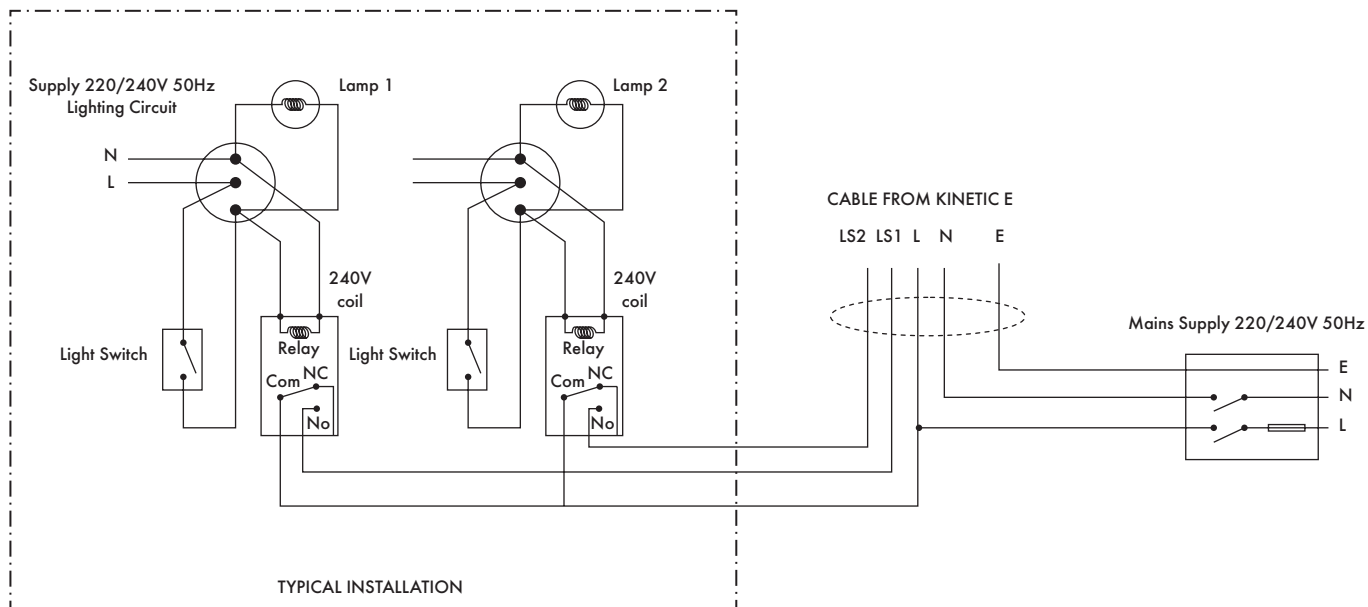 Supply 220/240V 50Hz
Lighting Circuit
Lamp 1
Lamp 2
N
L
CABLE FROM KINETIC E
LS2 LS1 L N E
240V
coil
240V
coil
Mains Supply 220/240V 50Hz
Light Switch
Relay
Light Switch
Relay
E
N
L
Com NC
No
Com NC
No
TYPICAL INSTALLATION